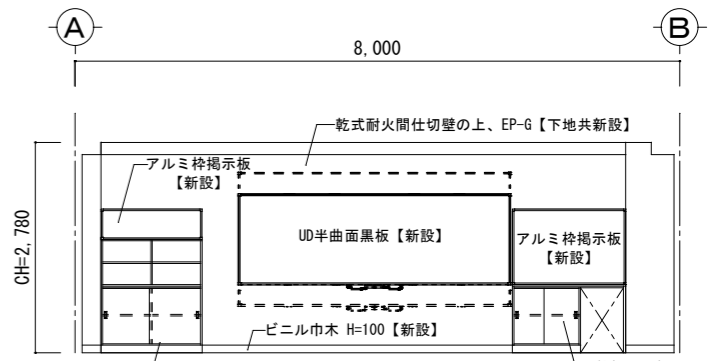 A
B
8,000
乾式耐火間仕切壁の上、EP-G【下地共新設】
アルミ枠掲示板
【新設】
UD半曲面黒板【新設】
アルミ枠掲示板
【新設】
CH=2,780
ビニル巾木 H=100【新設】